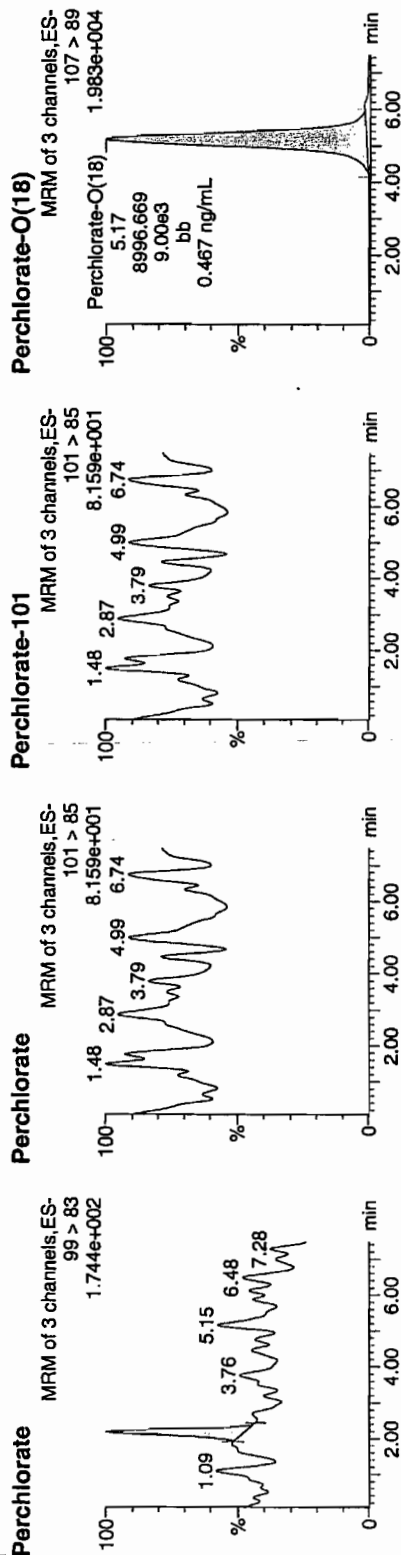 Perchlorate
MRM of 3 channels,ES-
99 > 83
1.744e+002
100
%
0
1.09
3.76
5.15
6.48
7.28
2.00
4.00
6.00
min
Perchlorate
MRM of 3 channels,ES-
101 > 85
8.159e+001
100
%
0
1.48
2.87
3.79
4.99
6.74
2.00
4.00
6.00
min
Perchlorate-101
MRM of 3 channels,ES-
101 > 85
8.159e+001
100
%
0
1.48
2.87
3.79
4.99
6.74
2.00
4.00
6.00
min
Perchlorate-O(18)
MRM of 3 channels,ES-
107 > 89
1.983e+004
100
%
0
Perchlorate-O(18)
5.17
8996.669
9.00e3
bb
0.467 ng/mL
2.00
4.00
6.00
min